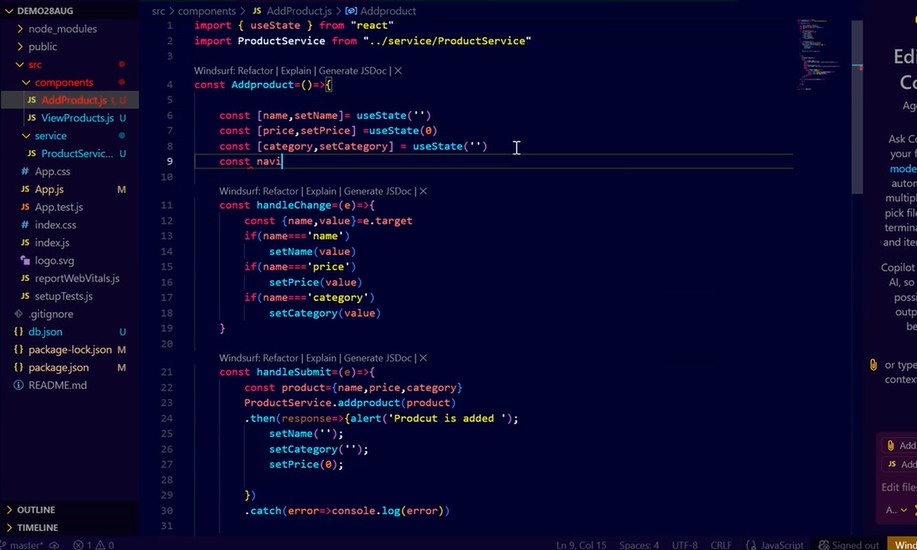 DEMO28AUG
node_modules
public
src
components
JS AddProduct.js 6, U
JS ViewProducts.js U
service
JS ProductServic... U
App.css
JS App.js M
JS App.test.js
index.css
JS index.js
logo.svg
JS reportWebVitals.js
JS setupTests.js
.gitignore
{} db.json U
{} package-lock.json M
{} package.json M
README.md
OUTLINE
TIMELINE
src > components > JS AddProduct.js > Addproduct
1 import { useState } from "react"
2 import ProductService from "../service/ProductService"
3
Windsurf: Refactor | Explain | Generate JSDoc | X
4 const Addproduct=()=>{
5
6 const [name,setName]= useState('')
7 const [price,setPrice] =useState(0)
8 const [category,setCategory] = useState('')
9 const navi
10
Windsurf: Refactor | Explain | Generate JSDoc | X
11 const handleChange=(e)=>{
12 const {name,value}=e.target
13 if(name==='name')
14 setName(value)
15 if(name==='price')
16 setPrice(value)
17 if(name==='category')
18 setCategory(value)
19 }
20
Windsurf: Refactor | Explain | Generate JSDoc | X
21 const handleSubmit=(e)=>{
22 const product={name,price,category}
23 ProductService.addproduct(product)
24 .then(response=>{alert('Prodcut is added ');
25 setName('');
26 setCategory('');
27 setPrice(0);
28
29 })
30 .catch(error=>console.log(error))
31
Edi
Co
Ag
Ask Co
your f
mode
autom
multip
pick fil
termina
and ite
Copilot
AI, so
possi
outp
be
or type
context
Add
JS Add
Edit files
A...
master*
1 0
Ln 9, Col 15
Spaces: 4
UTF-8
CRLF
{} JavaScript
Signed out
Wind